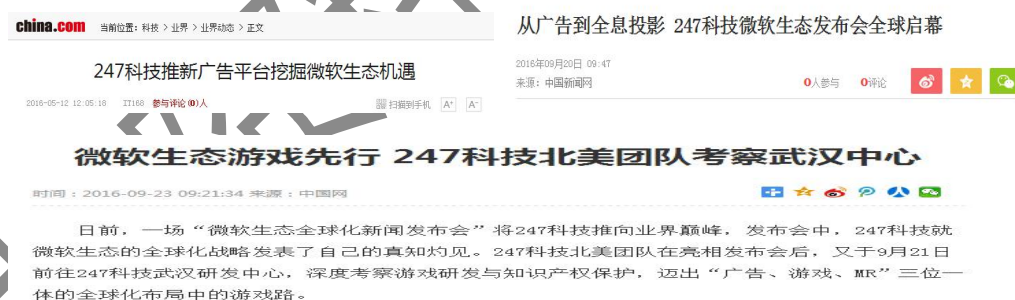 china.com 当前位置：科技 > 业界 > 业界动态 > 正文
247科技推新广告平台挖掘微软生态机遇
2016-05-12 12:05:18 IT168 参与评论(0)人 扫描到手机 A+ A-
从广告到全息投影 247科技微软生态发布会全球启幕
2016年09月20日 09:47
来源：中国新闻网 0人参与 0评论
微软生态游戏先行 247科技北美团队考察武汉中心
时间：2016-09-23 09:21:34 来源：中国网
日前，一场“微软生态全球化新闻发布会”将247科技推向业界巅峰，发布会中，247科技就
微软生态的全球化战略发表了自己的真知灼见。247科技北美团队在亮相发布会后，又于9月21日
前往247科技武汉研发中心，深度考察游戏研发与知识产权保护，迈出“广告、游戏、MR”三位一
体的全球化布局中的游戏路。